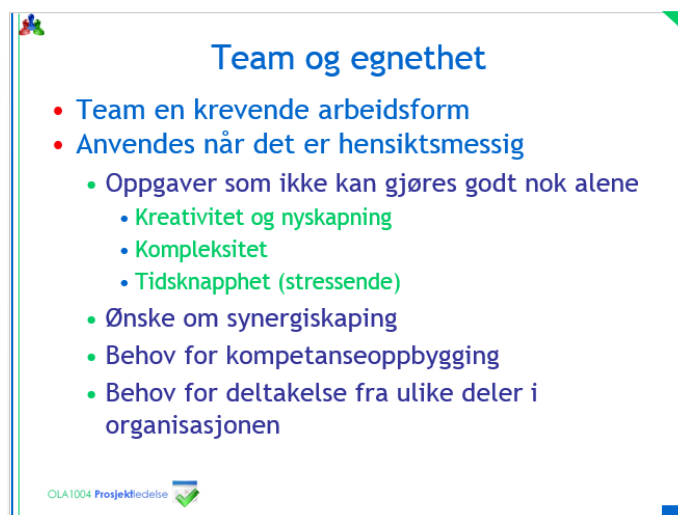 Team og egnethet
• Team en krevende arbeidsform
• Anvendes når det er hensiktsmessig
• Oppgaver som ikke kan gjøres godt nok alene
• Kreativitet og nyskapning
• Kompleksitet
• Tidsknapphet (stressende)
• Ønske om synergiskaping
• Behov for kompetanseoppbygging
• Behov for deltakelse fra ulike deler i
organisasjonen
OLA1004 Prosjektledelse